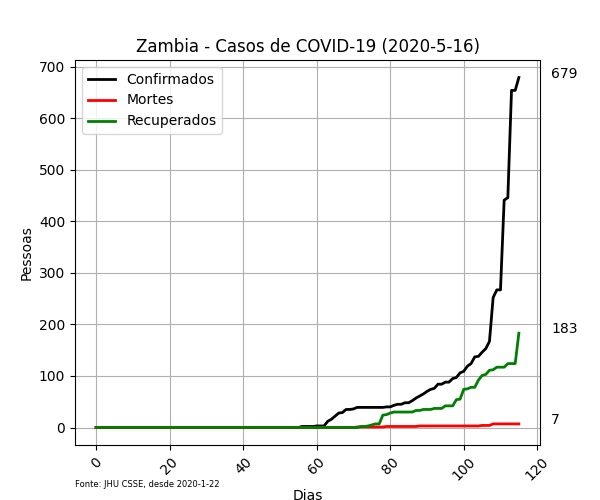 Zambia - Casos de COVID-19 (2020-5-16)
Confirmados
Mortes
Recuperados
700
600
500
400
300
200
100
0
Pessoas
679
183
7
0
20
40
60
80
100
120
Fonte: JHU CSSE, desde 2020-1-22
Dias